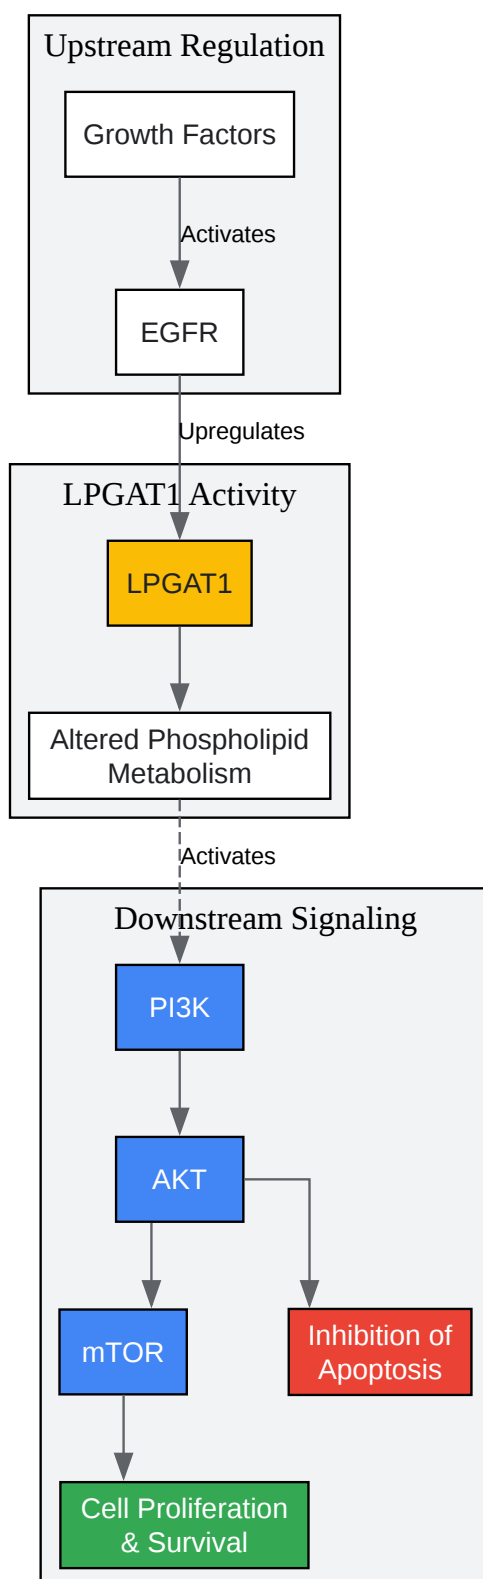 Upstream Regulation
Growth Factors
Activates
EGFR
Upregulates
LPGAT1 Activity
LPGAT1
Altered Phospholipid
Metabolism
Activates
Downstream Signaling
PI3K
AKT
mTOR
Inhibition of
Apoptosis
Cell Proliferation
& Survival